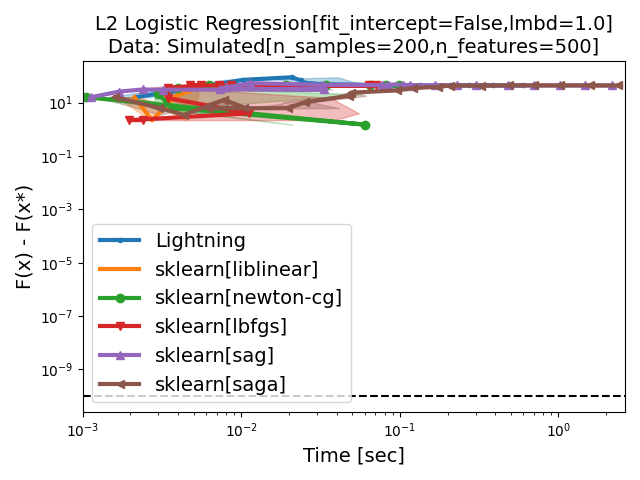 L2 Logistic Regression[fit_intercept=False,lmbd=1.0]
Data: Simulated[n_samples=200,n_features=500]
F(x) - F(x*)
10^1
10^-1
10^-3
10^-5
10^-7
10^-9
Lightning
sklearn[liblinear]
sklearn[newton-cg]
sklearn[lbfgs]
sklearn[sag]
sklearn[saga]
10^-3 10^-2 10^-1 10^0
Time [sec]